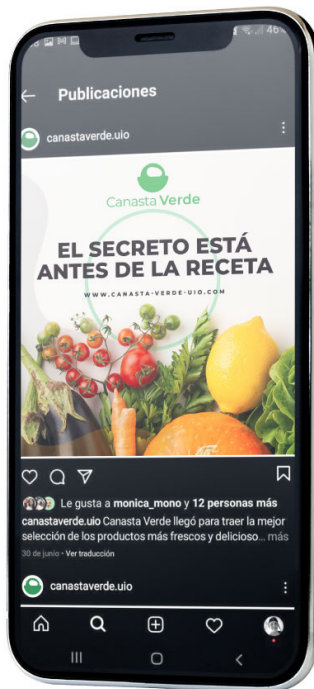 Publicaciones
canastaverde.uio
Canasta Verde
EL SECRETO ESTÁ
ANTES DE LA RECETA
WWW.CANASTA-VERDE-UIO.COM
Le gusta a monica_mono y 12 personas más
canastaverde.uio Canasta Verde llegó para traer la mejor
selección de los productos más frescos y delicioso... más
30 de junio • Ver traducción
canastaverde.uio